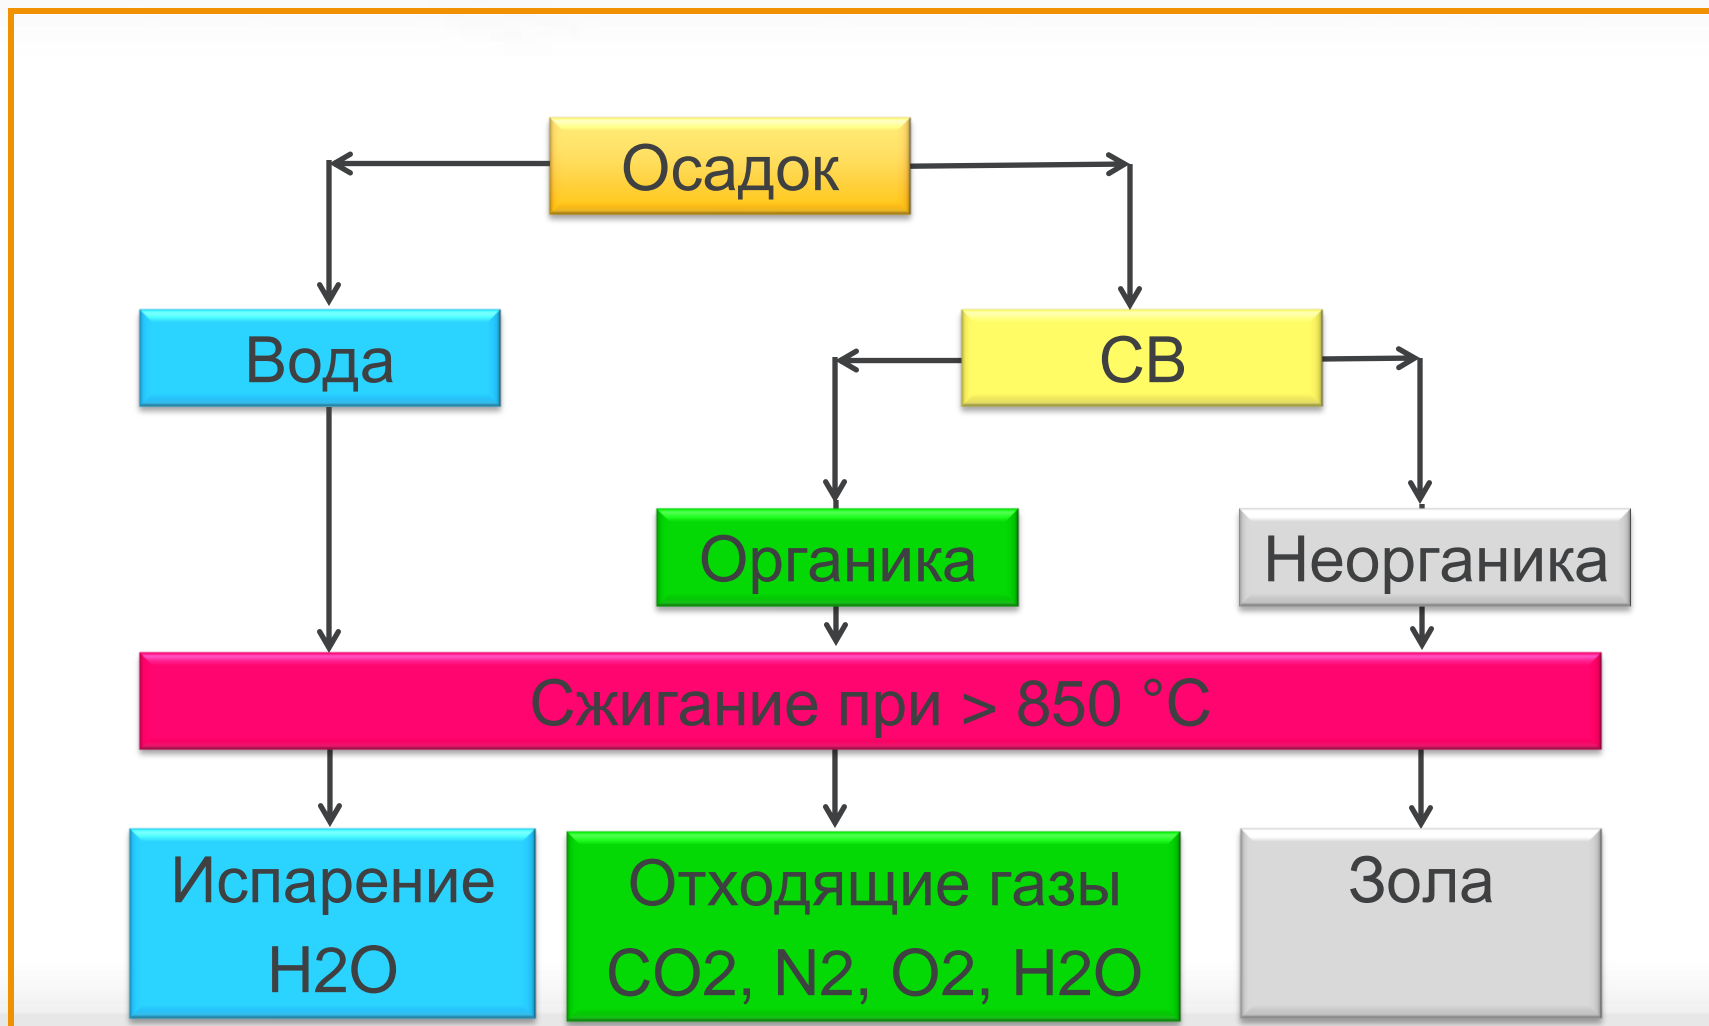 Осадок
Вода
СВ
Органика
Неорганика
Сжигание при > 850 °C
Испарение
H2O
Отходящие газы
CO2, N2, O2, H2O
Зола